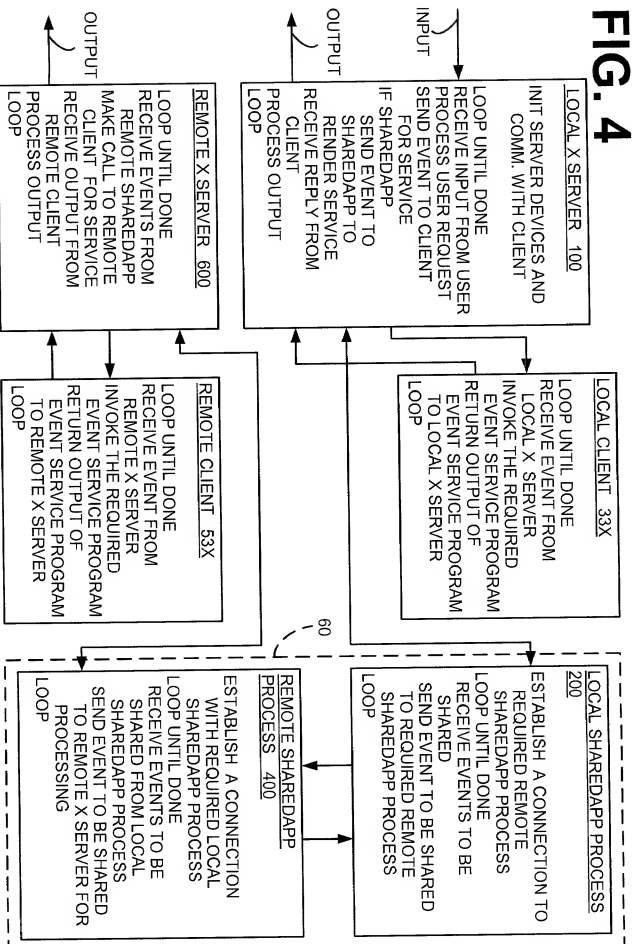 FIG. 4
INPUT
OUTPUT
LOCAL X SERVER 100
INIT SERVER DEVICES AND
COMM. WITH CLIENT
LOOP UNTIL DONE
RECEIVE INPUT FROM USER
PROCESS USER REQUEST
SEND EVENT TO CLIENT
FOR SERVICE
IF SHAREDAPP
SEND EVENT TO
SHAREDAPP TO
RENDER SERVICE
RECEIVE REPLY FROM
CLIENT
PROCESS OUTPUT
LOOP
LOCAL CLIENT 33X
LOOP UNTIL DONE
RECEIVE EVENT FROM
LOCAL X SERVER
INVOKE THE REQUIRED
EVENT SERVICE PROGRAM
RETURN OUTPUT OF
EVENT SERVICE PROGRAM
TO LOCAL X SERVER
LOOP
LOCAL SHAREDAPP PROCESS
200
ESTABLISH A CONNECTION TO
REQUIRED REMOTE
SHAREDAPP PROCESS
LOOP UNTIL DONE
RECEIVE EVENTS TO BE
SHARED
SEND EVENT TO BE SHARED
TO REQUIRED REMOTE
SHAREDAPP PROCESS
LOOP
60
OUTPUT
REMOTE X SERVER 600
LOOP UNTIL DONE
RECEIVE EVENTS FROM
REMOTE SHAREDAPP
MAKE CALL TO REMOTE
CLIENT FOR SERVICE
RECEIVE OUTPUT FROM
REMOTE CLIENT
PROCESS OUTPUT
LOOP
REMOTE CLIENT 53X
LOOP UNTIL DONE
RECEIVE EVENT FROM
REMOTE X SERVER
INVOKE THE REQUIRED
EVENT SERVICE PROGRAM
RETURN OUTPUT OF
EVENT SERVICE PROGRAM
TO REMOTE X SERVER
LOOP
REMOTE SHAREDAPP
PROCESS 400
ESTABLISH A CONNECTION
WITH REQUIRED LOCAL
SHAREDAPP PROCESS
LOOP UNTIL DONE
RECEIVE EVENTS TO BE
SHARED FROM LOCAL
SHAREDAPP PROCESS
SEND EVENT TO BE SHARED
TO REMOTE X SERVER FOR
PROCESSING
LOOP